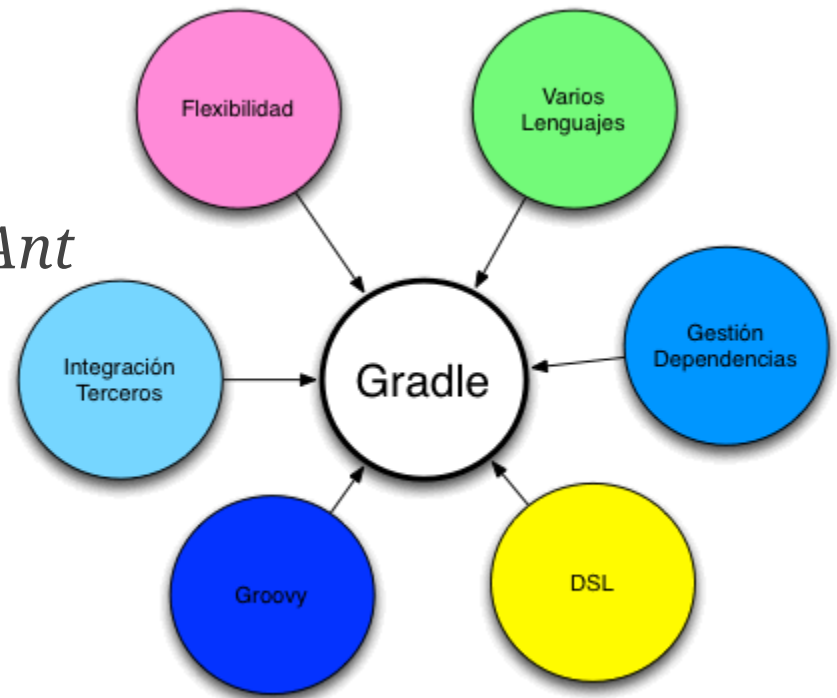 Flexibilidad
Varios
Lenguajes
Ant
Gestión
Dependencias
Integración
Terceros
Gradle
Groovy
DSL